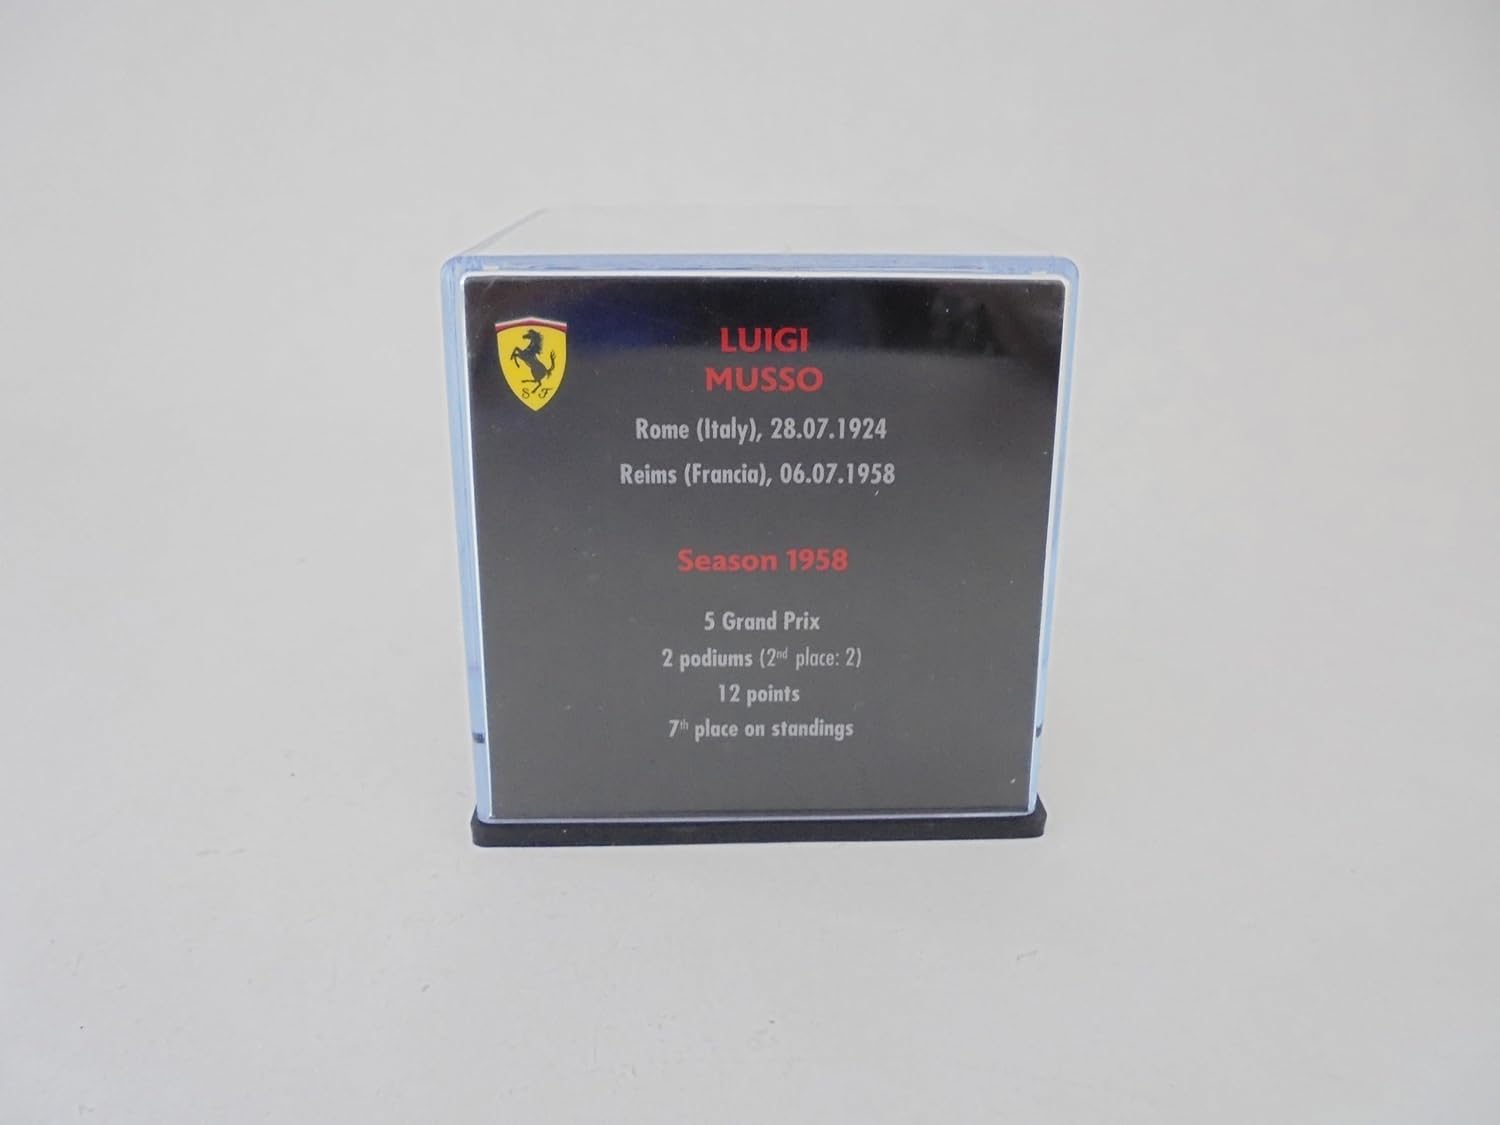 S F
LUIGI
MUSSO
Rome (Italy), 28.07.1924
Reims (Francia), 06.07.1958
Season 1958
5 Grand Prix
2 podiums (2nd place: 2)
12 points
7th place on standings